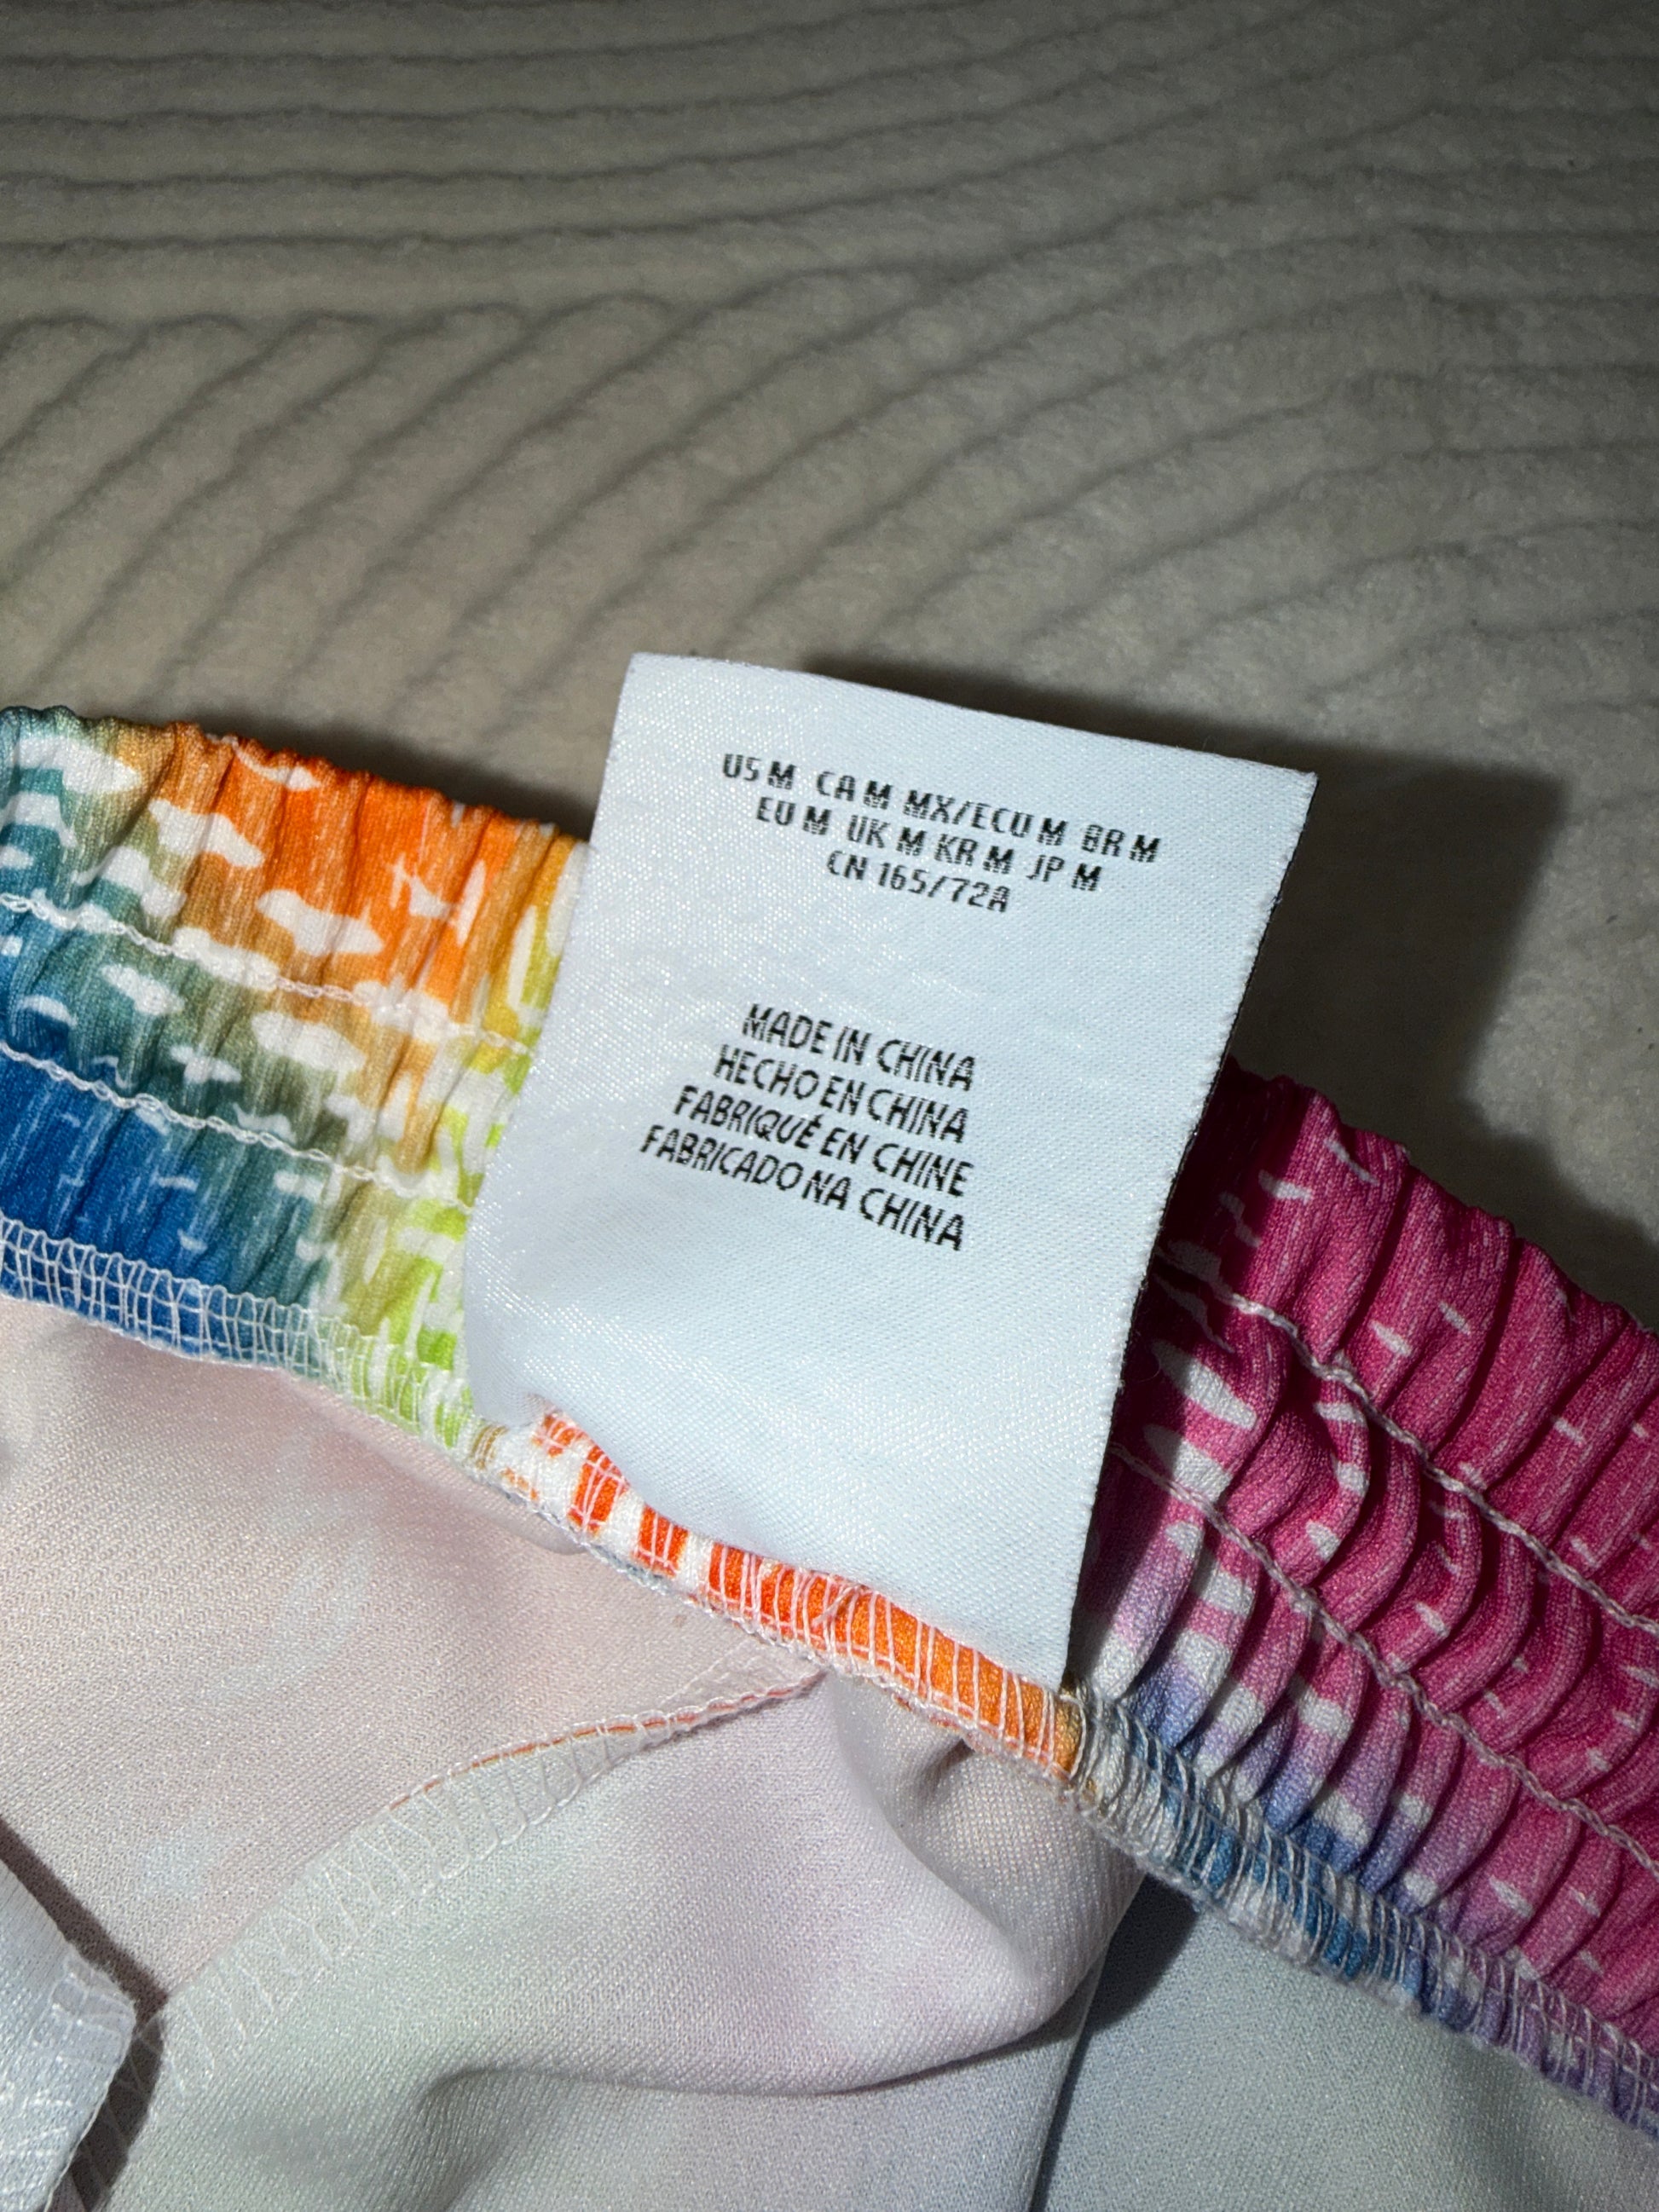 US M CA M MX/ECU M BR M
EU M UK M KR M JP M
CN 165/72A
MADE IN CHINA
HECHO EN CHINA
FABRIQUÉ EN CHINE
FABRICADO NA CHINA